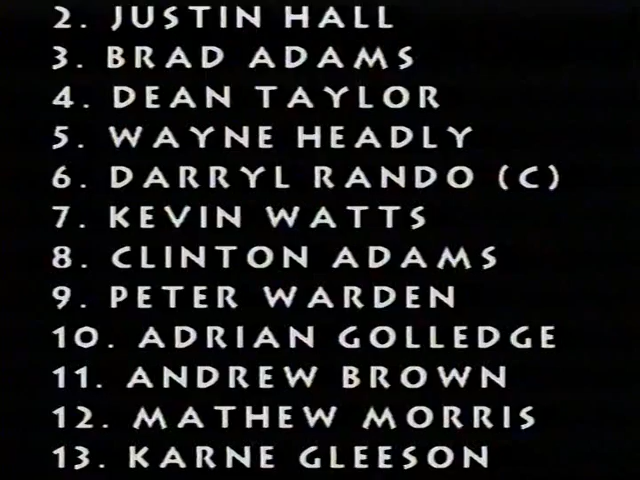 2. JUSTIN HALL
3. BRAD ADAMS
4. DEAN TAYLOR
5. WAYNE HEADLY
6. DARRYL RANDO (C)
7. KEVIN WATTS
8. CLINTON ADAMS
9. PETER WARDEN
10. ADRIAN GOLLEDGE
11. ANDREW BROWN
12. MATHEW MORRIS
13. KARNE GLEESON